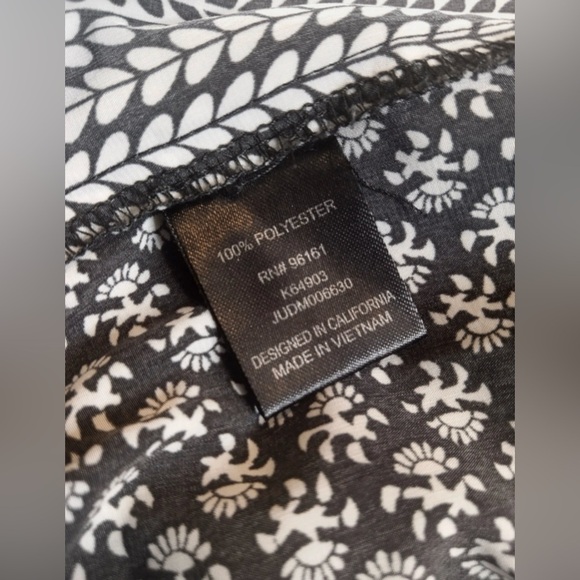 100% POLYESTER
RN# 96161
K64903
JUDM006630
DESIGNED IN CALIFORNIA
MADE IN VIETNAM